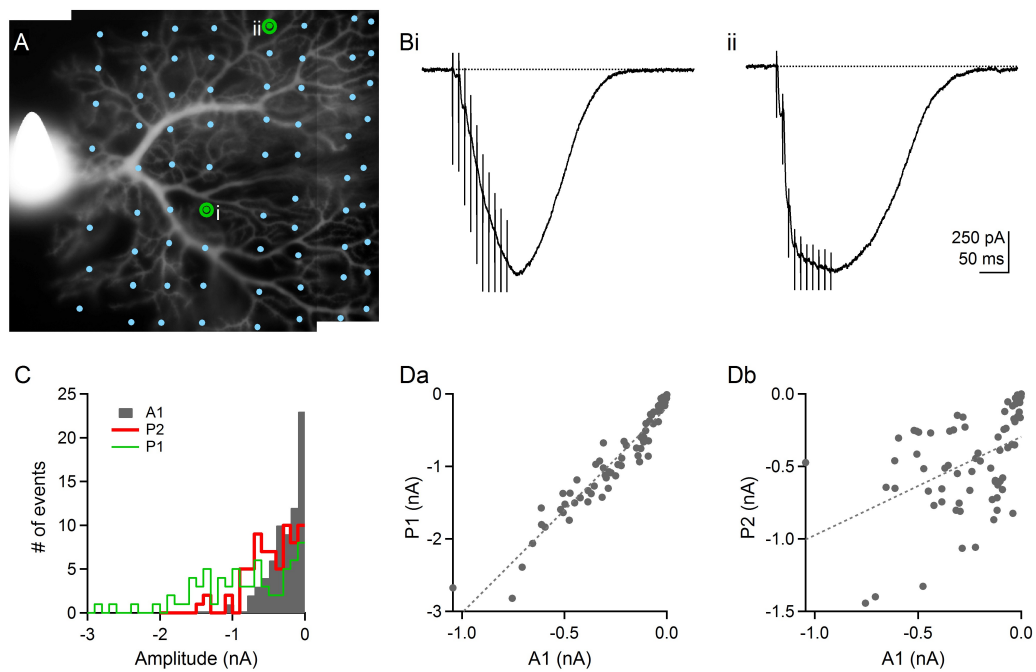 A
ii
i
Bi
ii
250 pA
50 ms
C
25
20
15
10
5
0
# of events
A1
P2
P1
-3
-2
-1
0
Amplitude (nA)
Da
0
-1
-2
-3
P1 (nA)
-1.0
-0.5
0.0
A1 (nA)
Db
0.0
-0.5
-1.0
-1.5
P2 (nA)
-1.0
-0.5
0.0
A1 (nA)